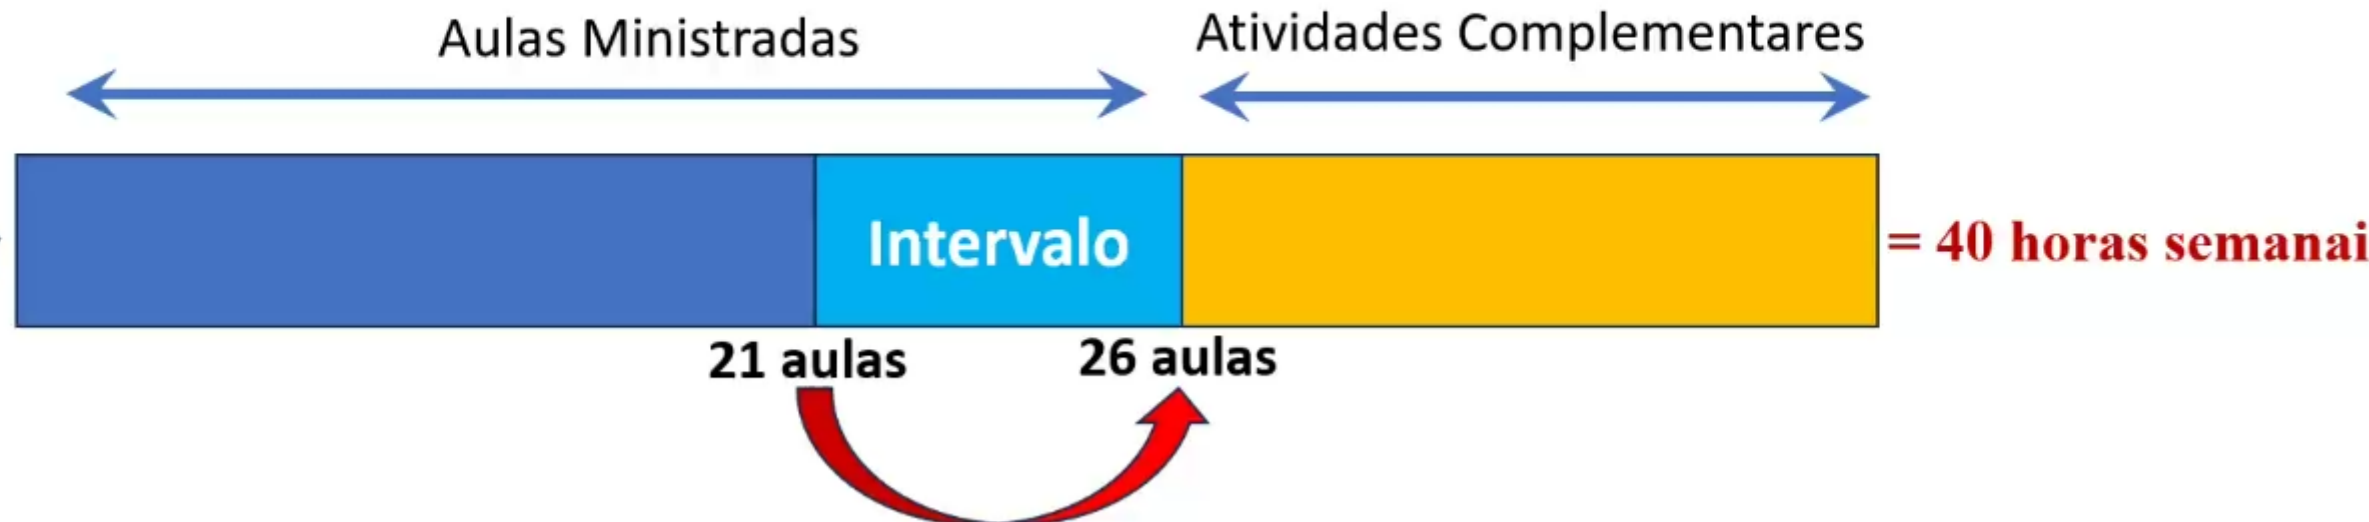 Aulas Ministradas
Atividades Complementares
Intervalo
= 40 horas semanai
21 aulas
26 aulas